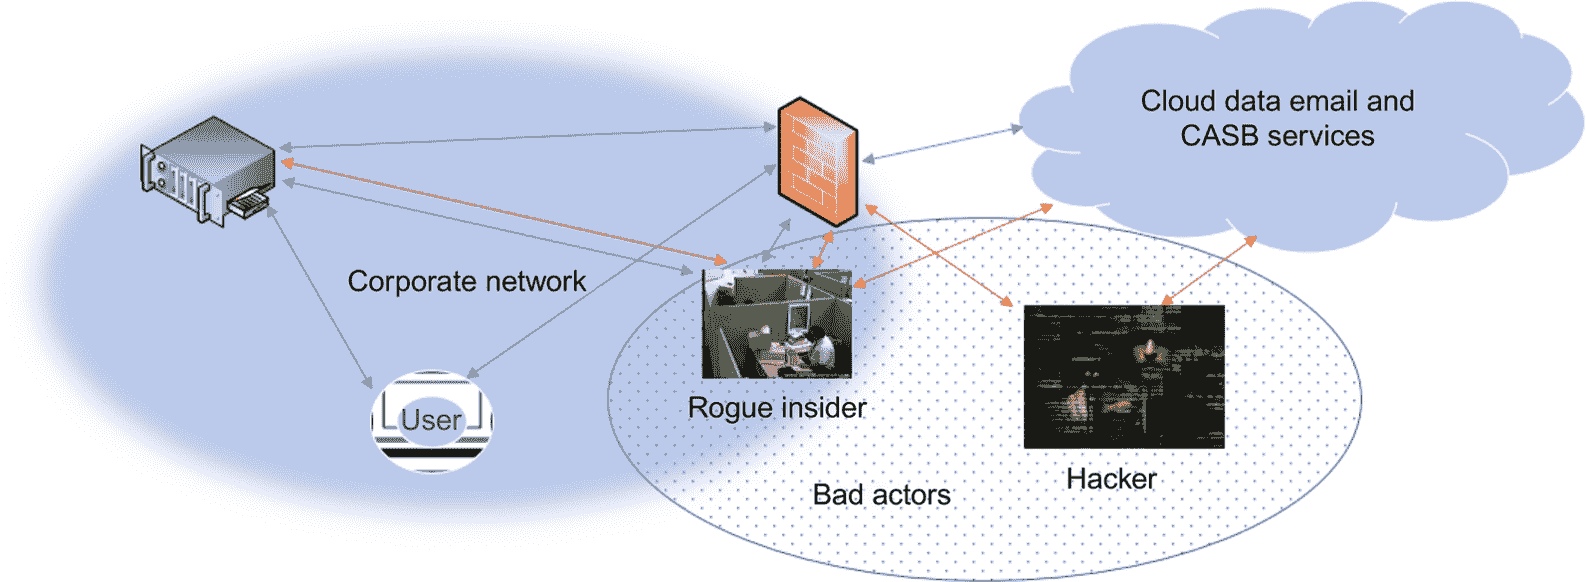 Cloud data email and
CASB services
Corporate network
User
Rogue insider
Hacker
Bad actors